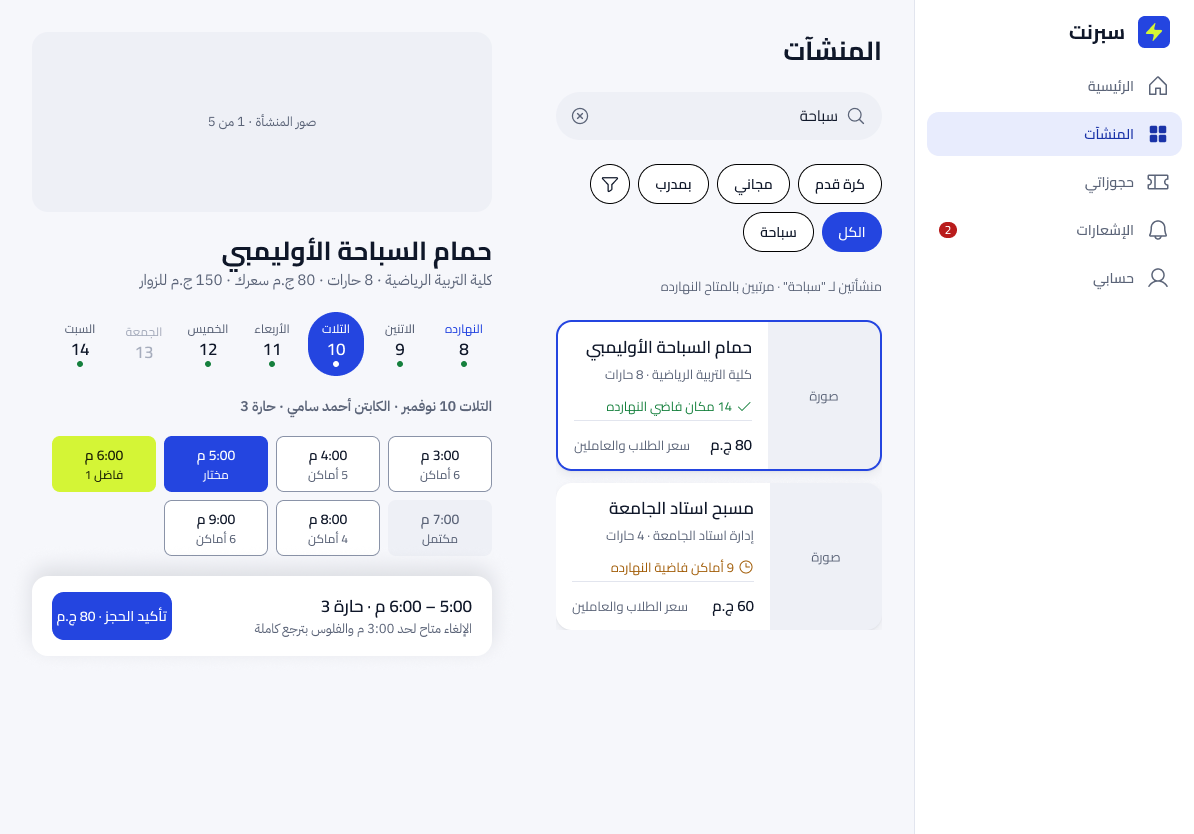 سبرنت
الرئيسية
المنشآت
حجوزاتي
الإشعارات
2
حسابي
المنشآت
سباحة
كرة قدم
مجاني
بمدرب
الكل
سباحة
منشأتين لـ "سباحة" · مرتبين بالمتاح النهارده
صورة
حمام السباحة الأوليمبي
كلية التربية الرياضية · 8 حارات
14 مكان فاضي النهارده
80 ج.م
سعر الطلاب والعاملين
صورة
مسبح استاد الجامعة
إدارة استاد الجامعة · 4 حارات
9 أماكن فاضية النهارده
60 ج.م
سعر الطلاب والعاملين
صور المنشأة · 1 من 5
حمام السباحة الأوليمبي
كلية التربية الرياضية · 8 حارات · 80 ج.م سعرك · 150 ج.م للزوار
النهارده
8
الاتنين
9
التلات
10
الأربعاء
11
الخميس
12
الجمعة
13
السبت
14
التلات 10 نوفمبر · الكابتن أحمد سامي · حارة 3
3:00 م
6 أماكن
4:00 م
5 أماكن
5:00 م
مختار
6:00 م
فاضل 1
7:00 م
مكتمل
8:00 م
4 أماكن
9:00 م
6 أماكن
5:00 – 6:00 م · حارة 3
الإلغاء متاح لحد 3:00 م والفلوس بترجع كاملة
تأكيد الحجز · 80 ج.م